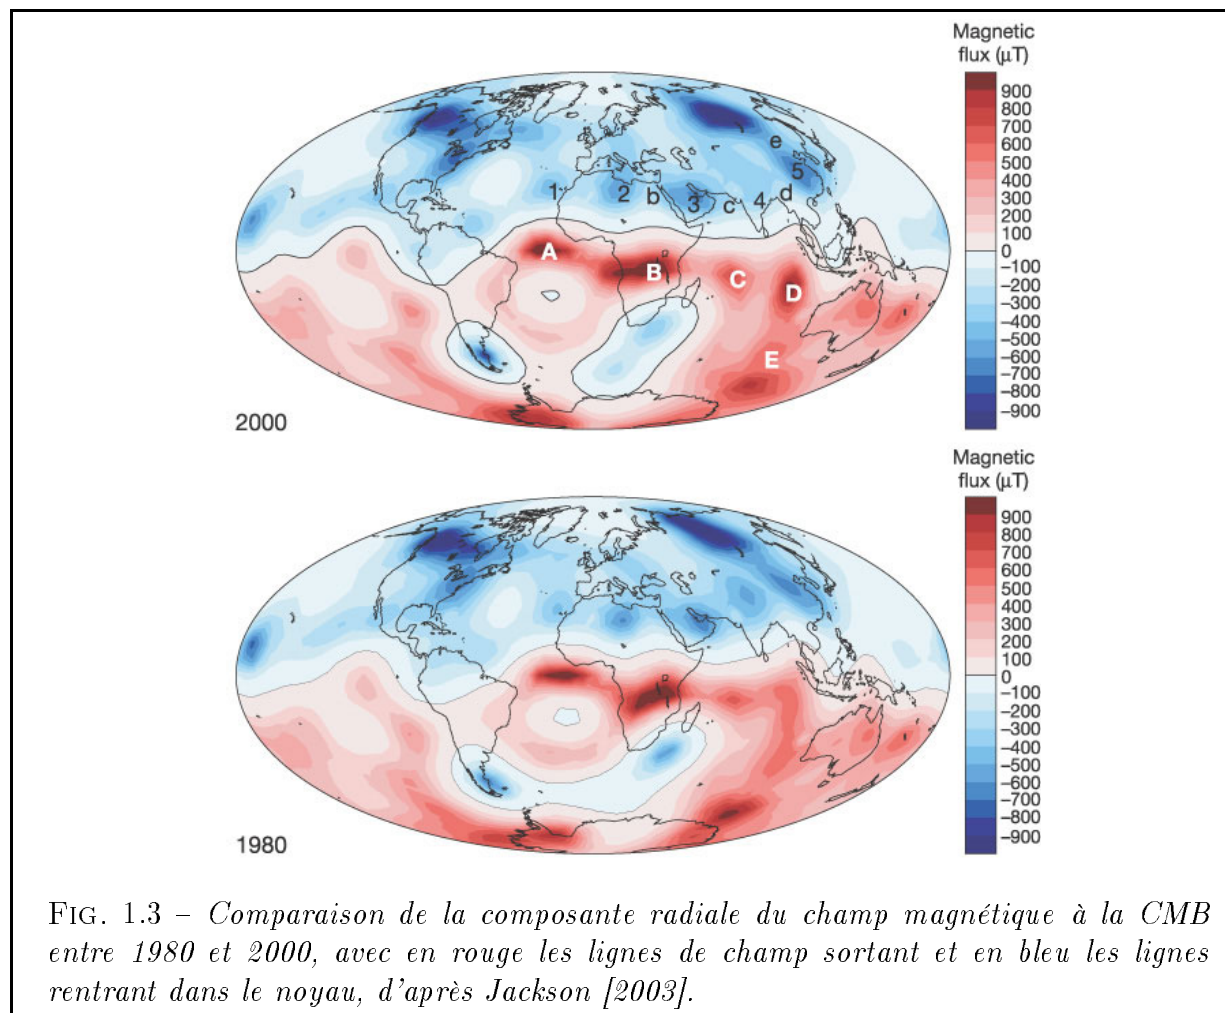 Magnetic
flux (µT)
900
800
700
600
500
400
300
200
100
0
−100
−200
−300
−400
−500
−600
−700
−800
−900
e
5
1
2
b
3
c
4
d
A
B
C
D
E
2000
Magnetic
flux (µT)
900
800
700
600
500
400
300
200
100
0
−100
−200
−300
−400
−500
−600
−700
−800
−900
1980
FIG. 1.3 – Comparaison de la composante radiale du champ magnétique à la CMB
entre 1980 et 2000, avec en rouge les lignes de champ sortant et en bleu les lignes
rentrant dans le noyau, d'après Jackson [2003].